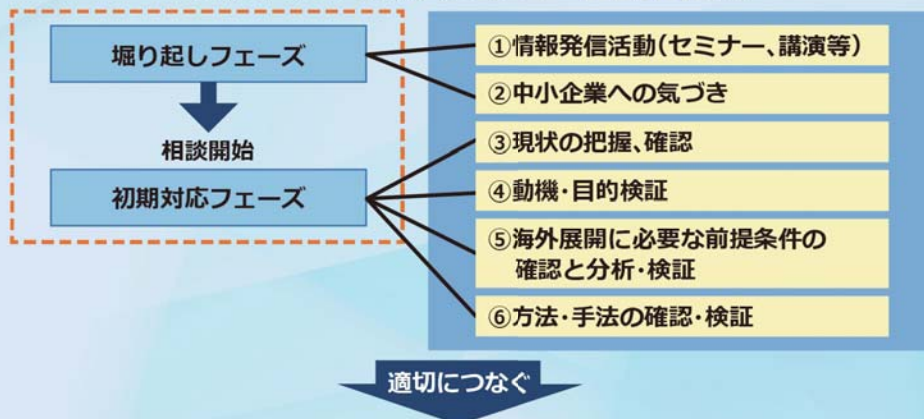 堀り起しフェーズ
相談開始
初期対応フェーズ
①情報発信活動（セミナー、講演等）
②中小企業への気づき
③現状の把握、確認
④動機・目的検証
⑤海外展開に必要な前提条件の
確認と分析・検証
⑥方法・手法の確認・検証
適切につなぐ